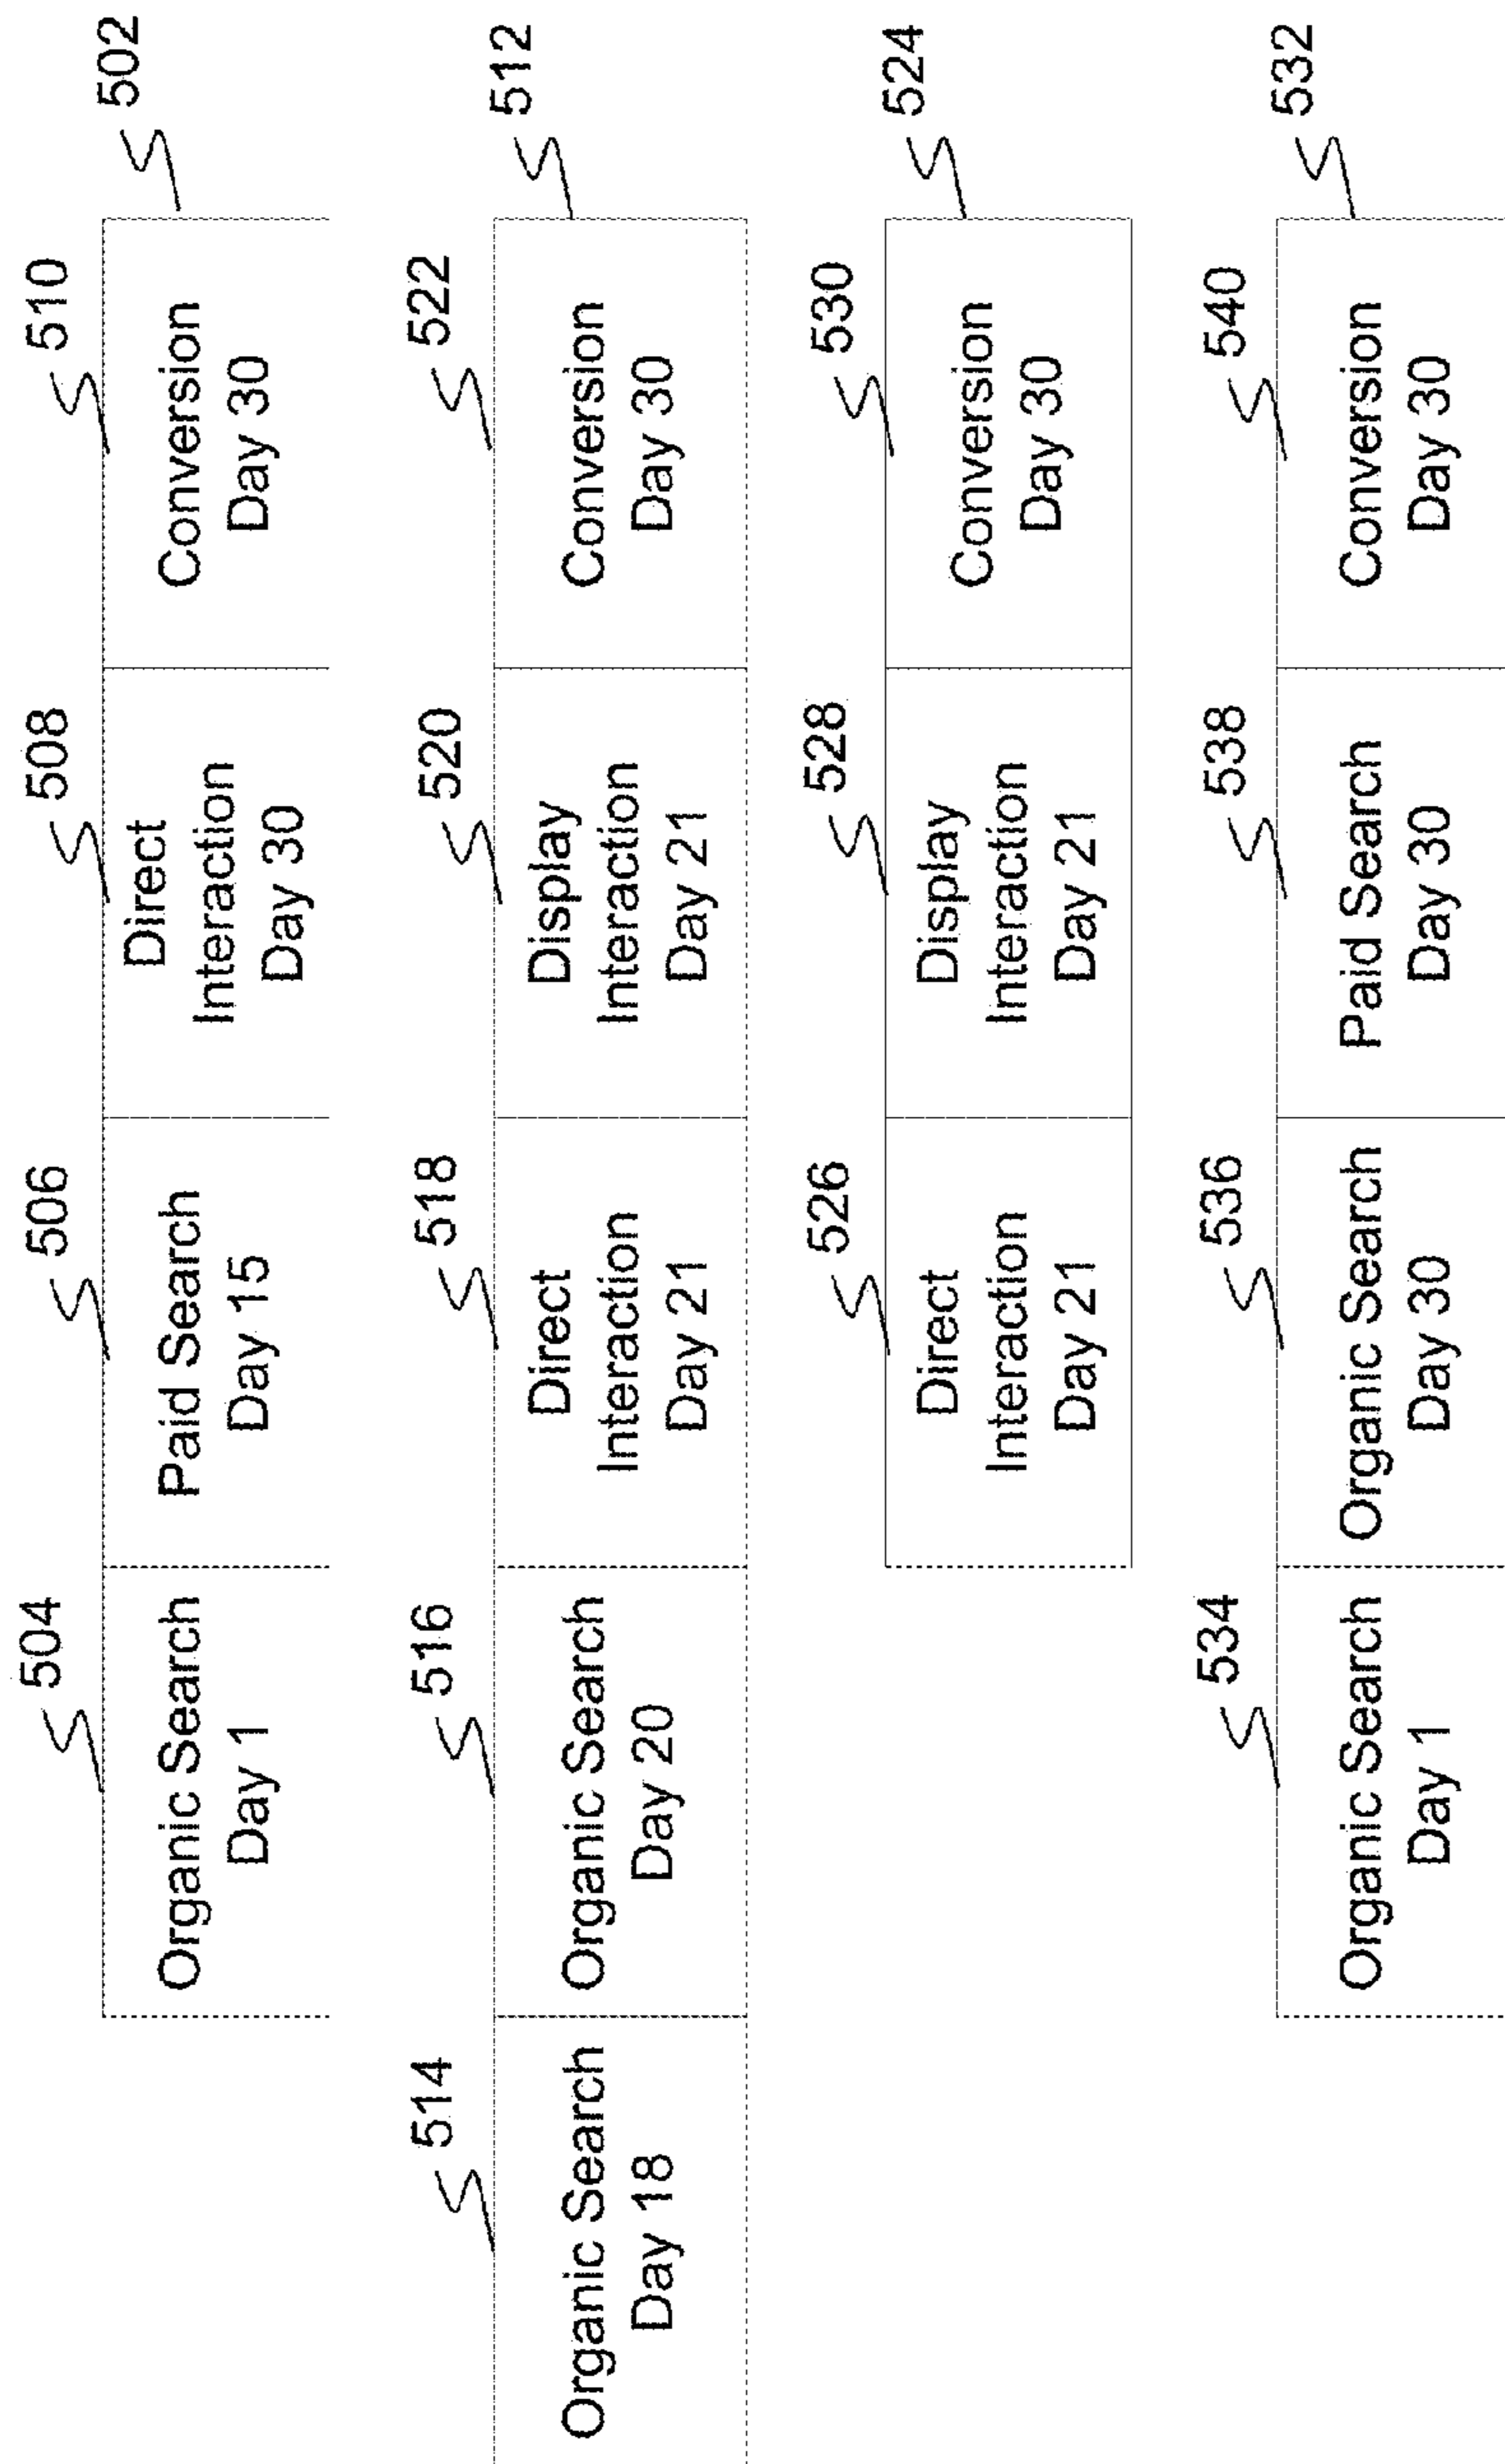 504
506
508
510
502
Organic Search
Day 1
Paid Search
Day 15
Direct
Interaction
Day 30
Conversion
Day 30
514
516
518
520
522
512
Organic Search
Day 18
Organic Search
Day 20
Direct
Interaction
Day 21
Display
Interaction
Day 21
Conversion
Day 30
526
528
530
524
Direct
Interaction
Day 21
Display
Interaction
Day 21
Conversion
Day 30
534
536
538
540
532
Organic Search
Day 1
Organic Search
Day 30
Paid Search
Day 30
Conversion
Day 30